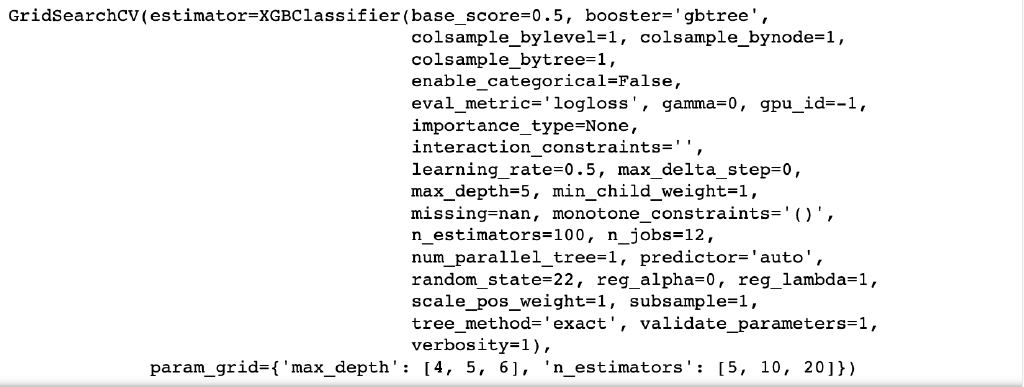 GridSearchCV(estimator=XGBClassifier(base_score=0.5, booster='gbtree',
colsample_bylevel=1, colsample_bynode=1,
colsample_bytree=1,
enable_categorical=False,
eval_metric='logloss', gamma=0, gpu_id=-1,
importance_type=None,
interaction_constraints='',
learning_rate=0.5, max_delta_step=0,
max_depth=5, min_child_weight=1,
missing=nan, monotone_constraints='()',
n_estimators=100, n_jobs=12,
num_parallel_tree=1, predictor='auto',
random_state=22, reg_alpha=0, reg_lambda=1,
scale_pos_weight=1, subsample=1,
tree_method='exact', validate_parameters=1,
verbosity=1),
param_grid={'max_depth': [4, 5, 6], 'n_estimators': [5, 10, 20]})